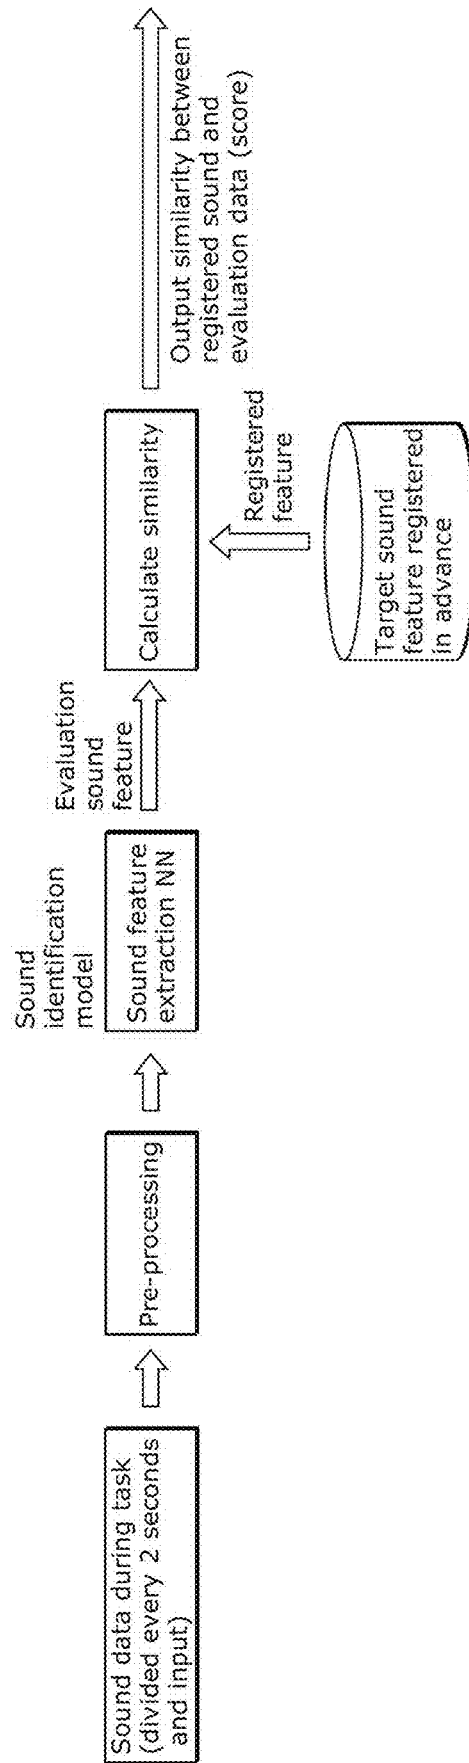 Sound data during task
(divided every 2 seconds
and input)
Pre-processing
Sound
identification
model
Sound feature
extraction NN
Evaluation
sound
feature
Calculate similarity
Registered
feature
Target sound
feature registered
in advance
Output similarity between
registered sound and
evaluation data (score)